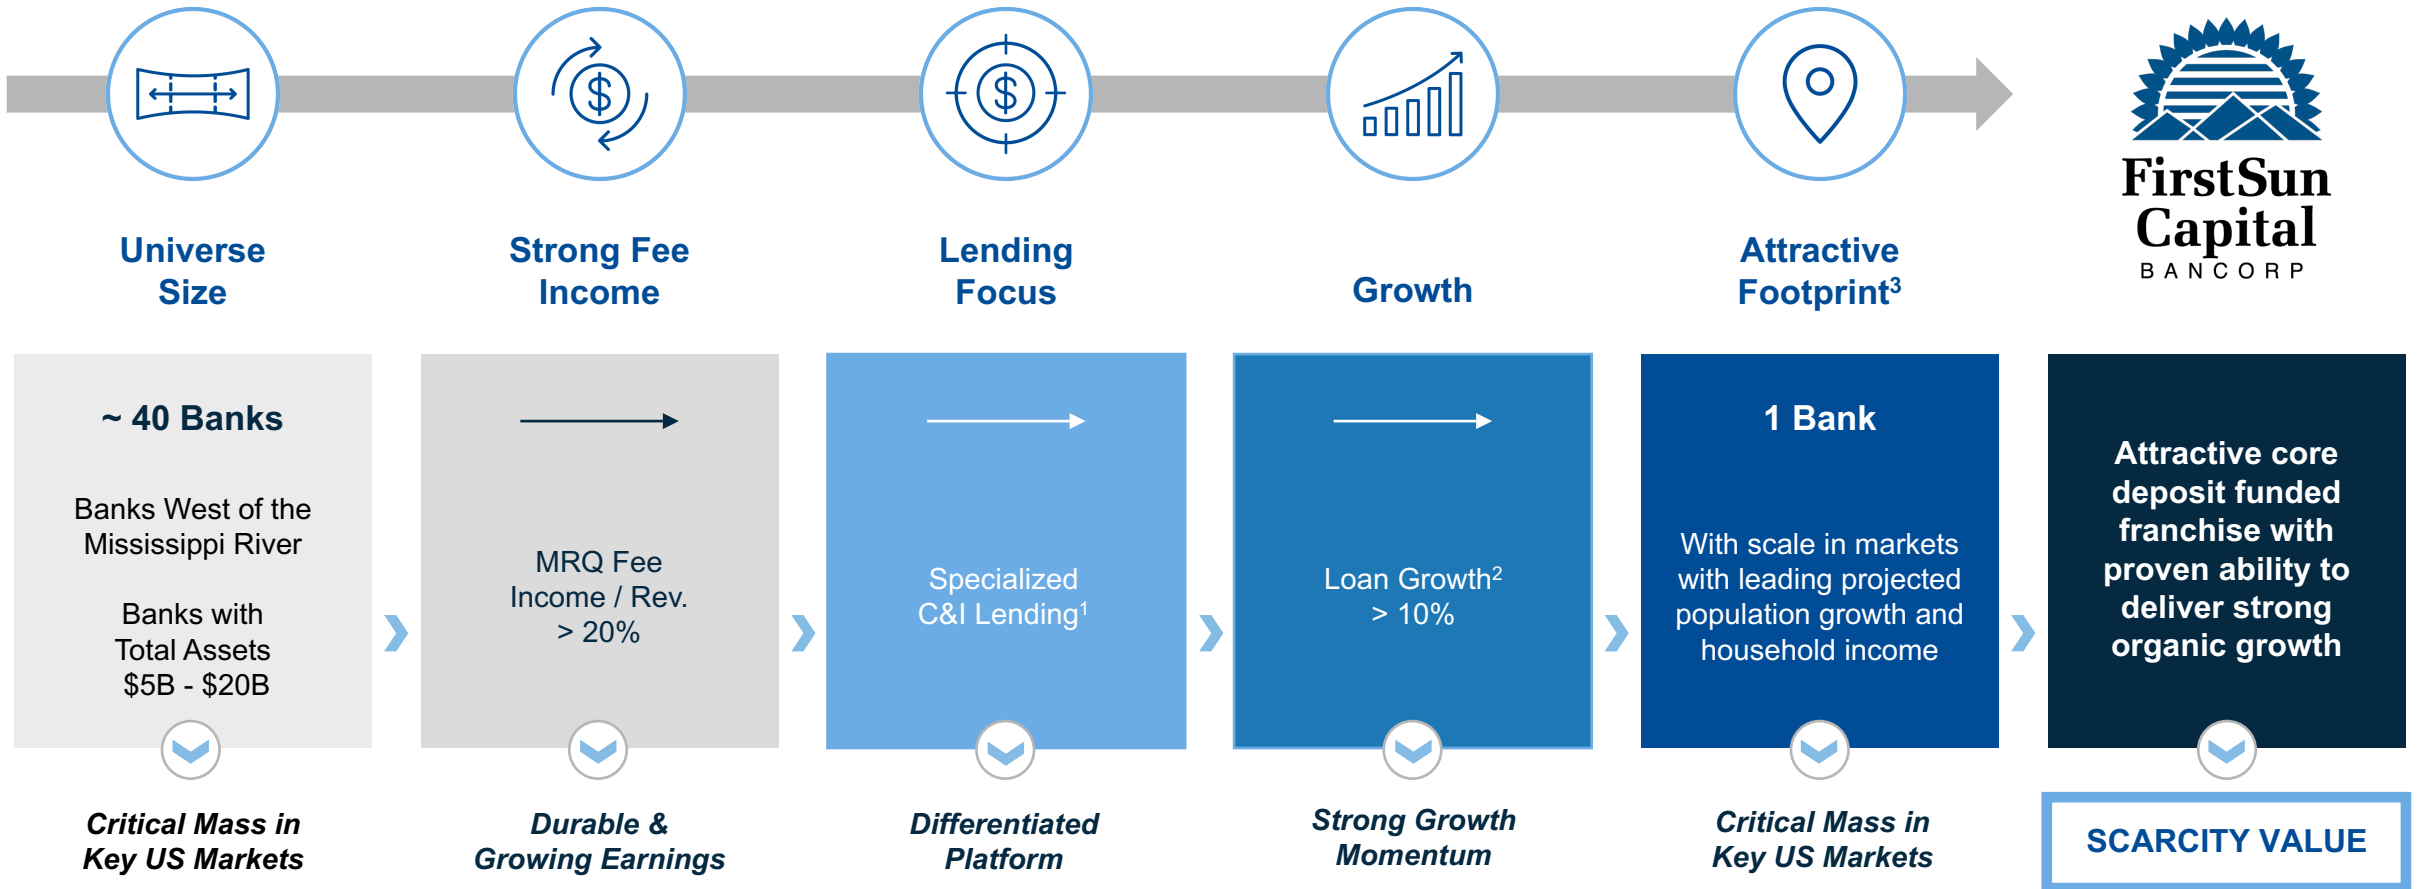 FirstSun
Capital
BANCORP
Universe
Size
Strong Fee
Income
Lending
Focus
Growth
Attractive
Footprint3
~ 40 Banks
Banks West of the
Mississippi River
Banks with
Total Assets
$5B - $20B
MRQ Fee
Income / Rev.
> 20%
Specialized
C&I Lending1
Loan Growth2
> 10%
1 Bank
With scale in markets
with leading projected
population growth and
household income
Attractive core
deposit funded
franchise with
proven ability to
deliver strong
organic growth
Critical Mass in
Key US Markets
Durable &
Growing Earnings
Differentiated
Platform
Strong Growth
Momentum
Critical Mass in
Key US Markets
SCARCITY VALUE